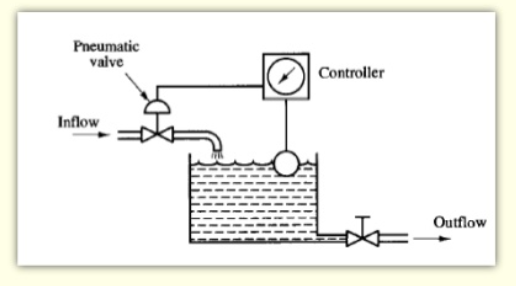 Pneumatic
valve
Controller
Inflow
Outflow